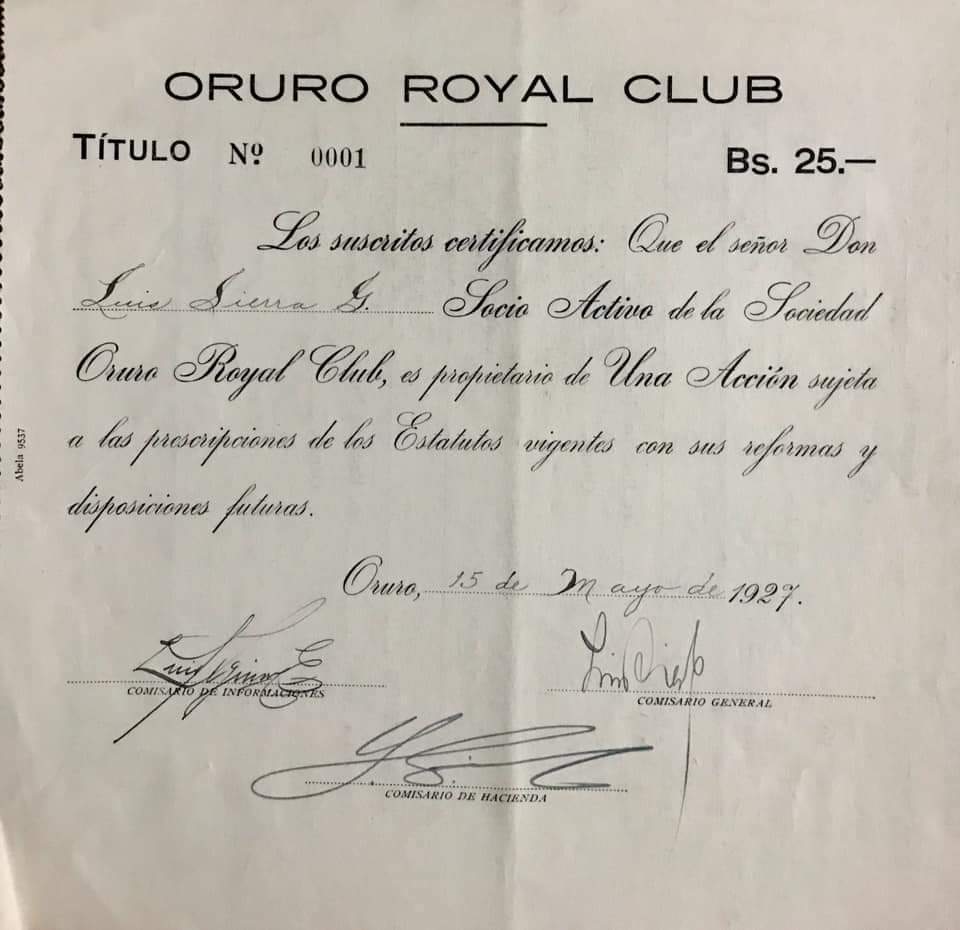 ORURO ROYAL CLUB
TÍTULO Nº 0001 Bs. 25.—
Los suscritos certificamos: Que el señor Don
Luis Sierra G. Socio Activo de la Sociedad
Oruro Royal Club, es propietario de Una Acción sujeta
a las prescripciones de los Estatutos vigentes con sus reformas y
disposiciones futuras.
Abela 9537
Oruro, 15 de Mayo de 1927.
Luis
COMISARIO DE INFORMACIONES
Luis
COMISARIO GENERAL
COMISARIO DE HACIENDA